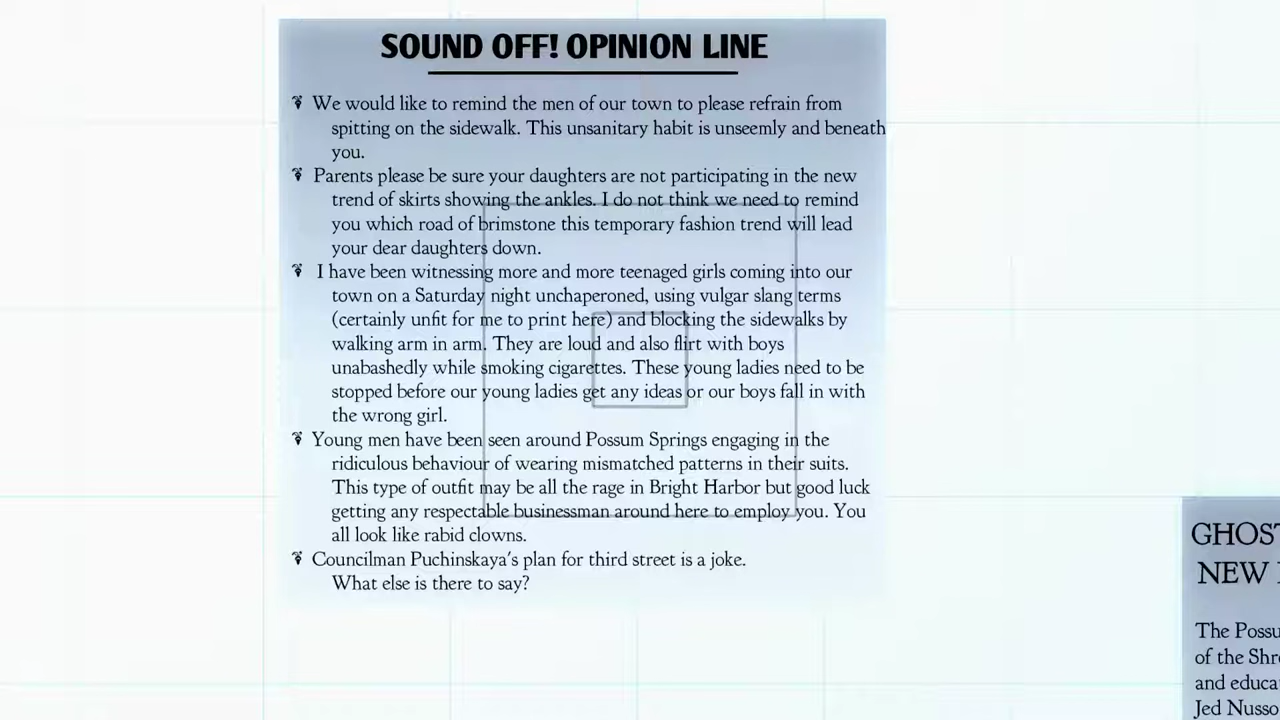 SOUND OFF! OPINION LINE
We would like to remind the men of our town to please refrain from
spitting on the sidewalk. This unsanitary habit is unseemly and beneath
you.
Parents please be sure your daughters are not participating in the new
trend of skirts showing the ankles. I do not think we need to remind
you which road of brimstone this temporary fashion trend will lead
your dear daughters down.
I have been witnessing more and more teenaged girls coming into our
town on a Saturday night unchaperoned, using vulgar slang terms
(certainly unfit for me to print here) and blocking the sidewalks by
walking arm in arm. They are loud and also flirt with boys
unabashedly while smoking cigarettes. These young ladies need to be
stopped before our young ladies get any ideas or our boys fall in with
the wrong girl.
Young men have been seen around Possum Springs engaging in the
ridiculous behaviour of wearing mismatched patterns in their suits.
This type of outfit may be all the rage in Bright Harbor but good luck
getting any respectable businessman around here to employ you. You
all look like rabid clowns.
Councilman Puchinskaya's plan for third street is a joke.
What else is there to say?
GHOST
NEW
The Possu
of the Shr
and educa
Jed Nusso